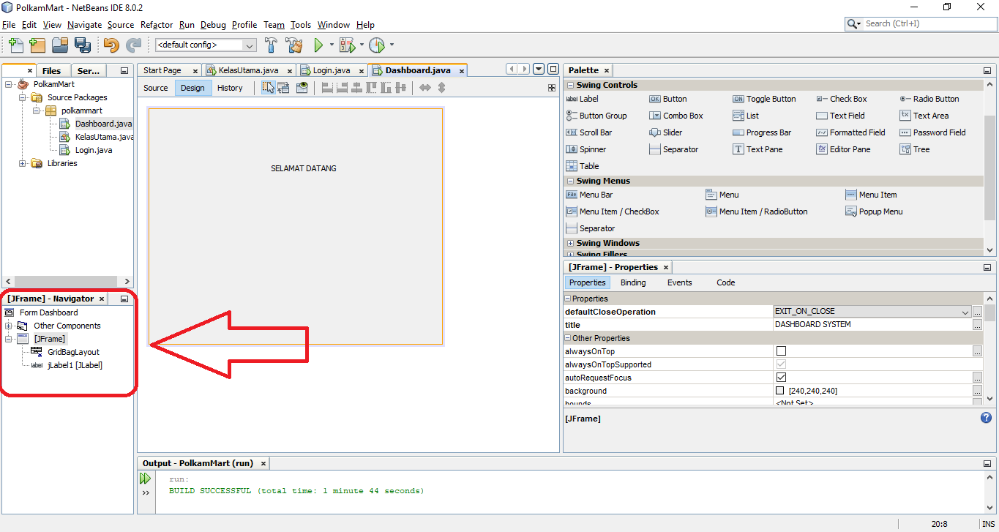 PolkamMart - NetBeans IDE 8.0.2
File Edit View Navigate Source Refactor Run Debug Profile Team Tools Window Help
Search (Ctrl+I)
<default config>
Files Ser...
PolkamMart
Source Packages
polkammart
Dashboard.java
KelasUtama.java
Login.java
Libraries
[JFrame] - Navigator
Form Dashboard
Other Components
[JFrame]
GridBagLayout
label jLabel1 [JLabel]
Start Page KelasUtama.java Login.java Dashboard.java
Source Design History
SELAMAT DATANG
Palette
Swing Controls
label Label OK Button ON Toggle Button Check Box Radio Button
Button Group Combo Box List Text Field Text Area
Scroll Bar Slider Progress Bar Formatted Field Password Field
Spinner Separator Text Pane Editor Pane Tree
Table
Swing Menus
File Menu Bar Menu Menu Item
Menu Item / CheckBox Menu Item / RadioButton Popup Menu
Separator
Swing Windows
Swing Fillers
[JFrame] - Properties
Properties Binding Events Code
Properties
defaultCloseOperation EXIT_ON_CLOSE ...
title DASHBOARD SYSTEM ...
Other Properties
alwaysOnTop ...
alwaysOnTopSupported
autoRequestFocus ...
background [240,240,240] ...
bounds <Not Set>
[JFrame]
Output - PolkamMart (run)
run:
BUILD SUCCESSFUL (total time: 1 minute 44 seconds)
20:8 INS